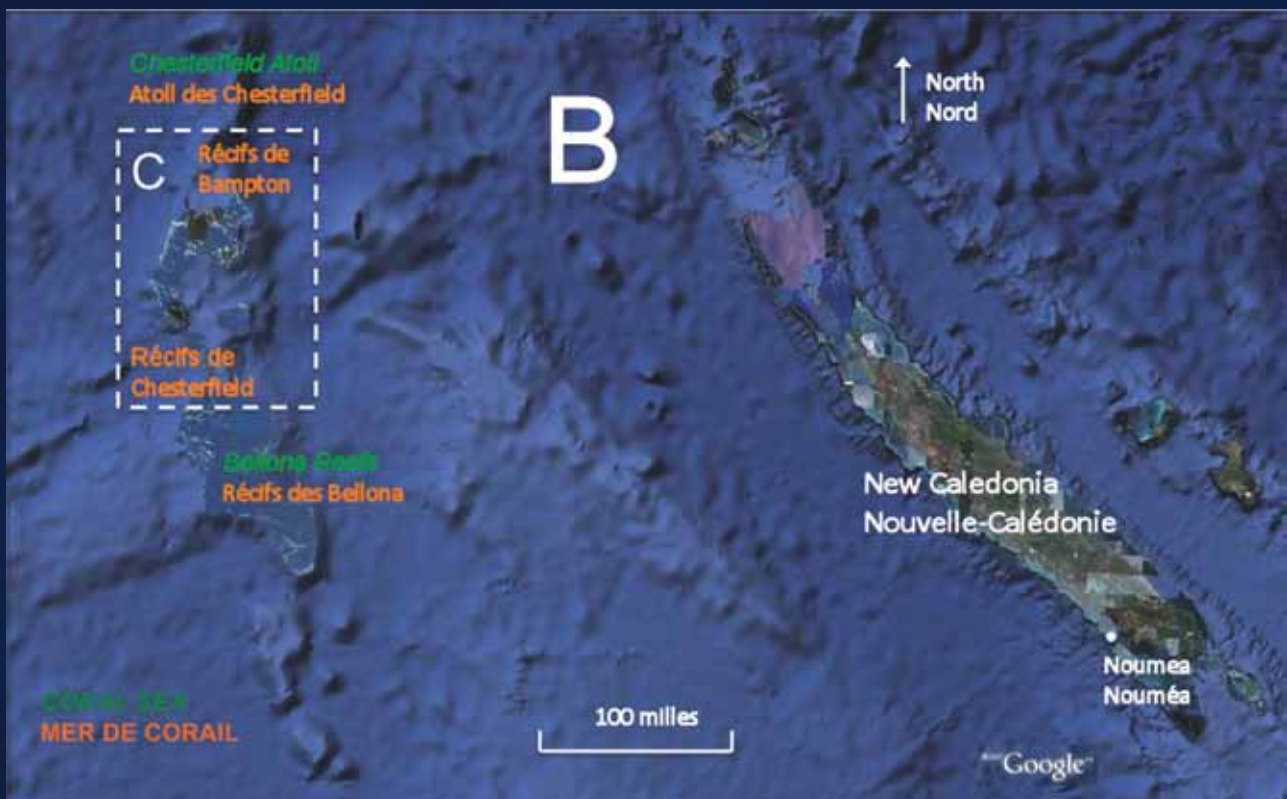 Chesterfield Atoll
Atoll des Chesterfield
C
Récifs de
Bampton
Récifs de
Chesterfield
Bellona Reefs
Récifs des Bellona
B
North
Nord
New Caledonia
Nouvelle-Calédonie
Noumea
Nouméa
CORAL SEA
MER DE CORAIL
100 milles
Google